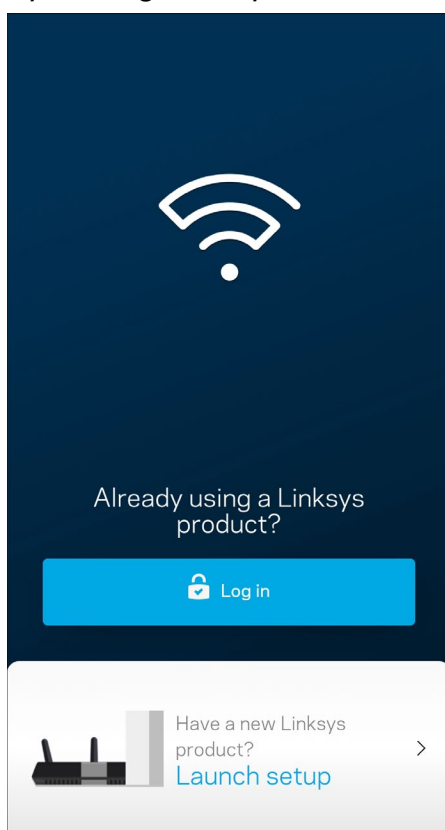 Already using a Linksys
product?
Log in
Have a new Linksys
product?
Launch setup